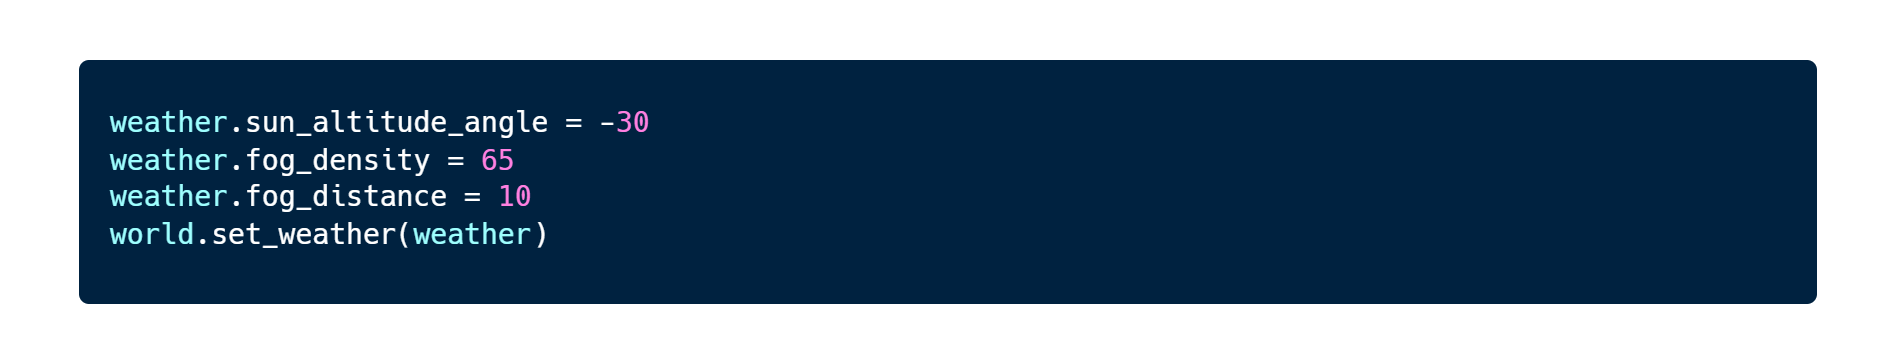 weather.sun_altitude_angle = -30
weather.fog_density = 65
weather.fog_distance = 10
world.set_weather(weather)